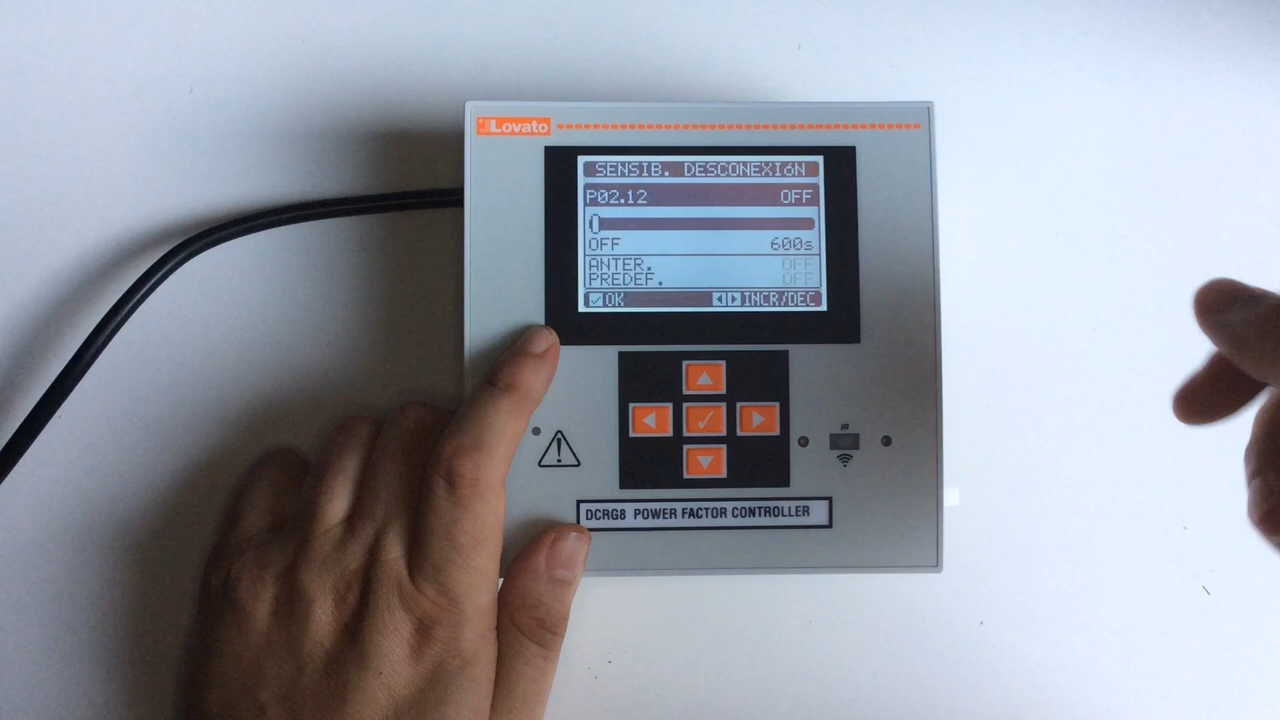 Lovato
SENSIB. DESCONEXIóN
P02.12 OFF
OFF 600s
ANTER. OFF
PREDEF. OFF
OK INCR/DEC
IR
DCRG8 POWER FACTOR CONTROLLER